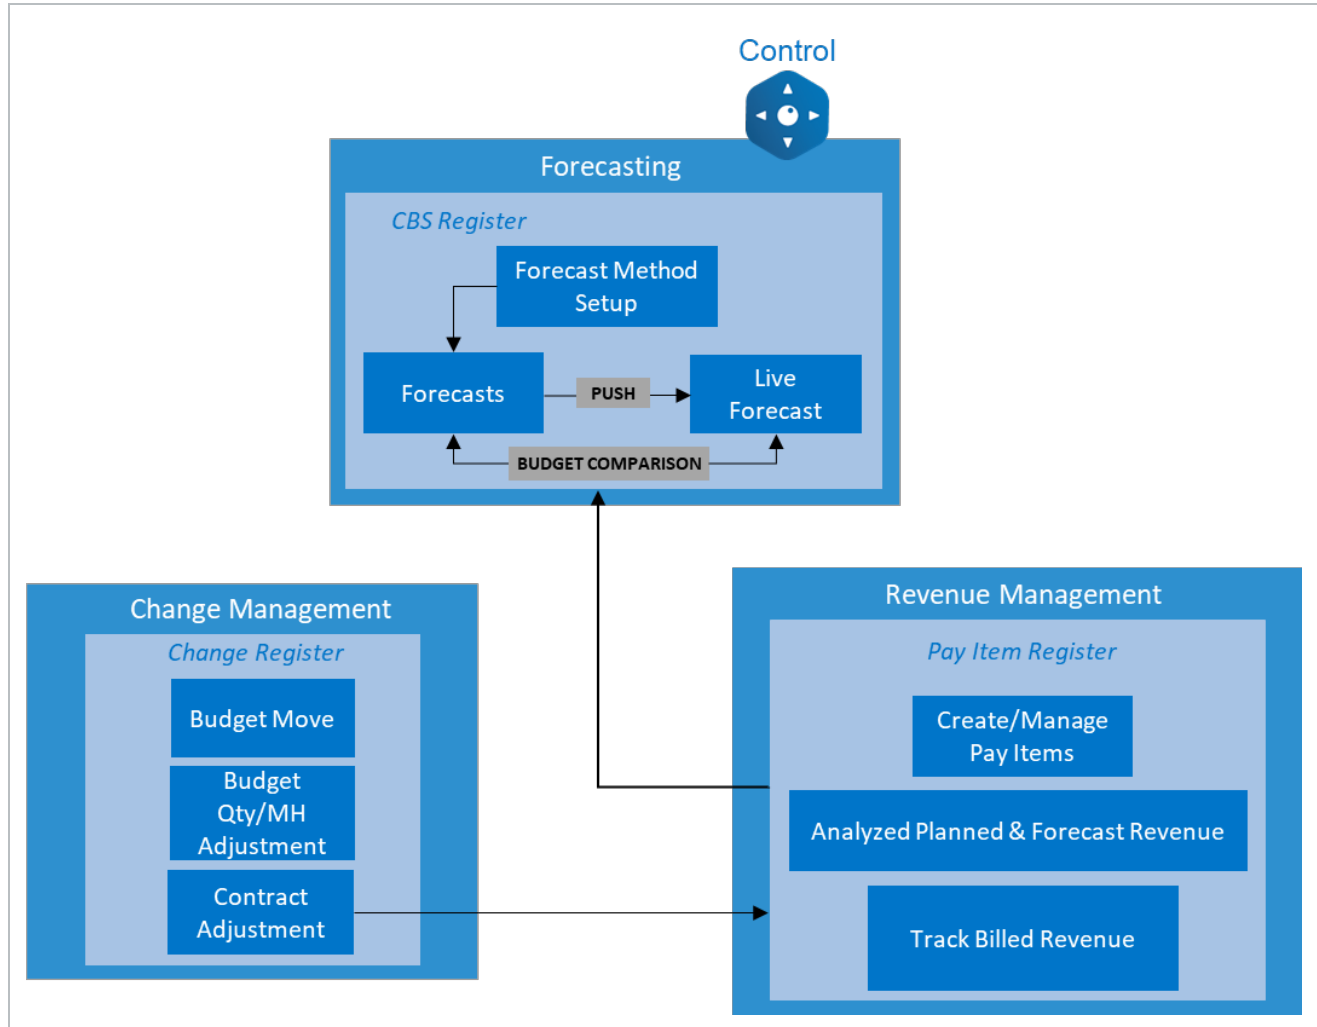 Control
Forecasting
CBS Register
Forecast Method
Setup
Forecasts
PUSH
Live
Forecast
BUDGET COMPARISON
Change Management
Change Register
Budget Move
Budget
Qty/MH
Adjustment
Contract
Adjustment
Revenue Management
Pay Item Register
Create/Manage
Pay Items
Analyzed Planned & Forecast Revenue
Track Billed Revenue